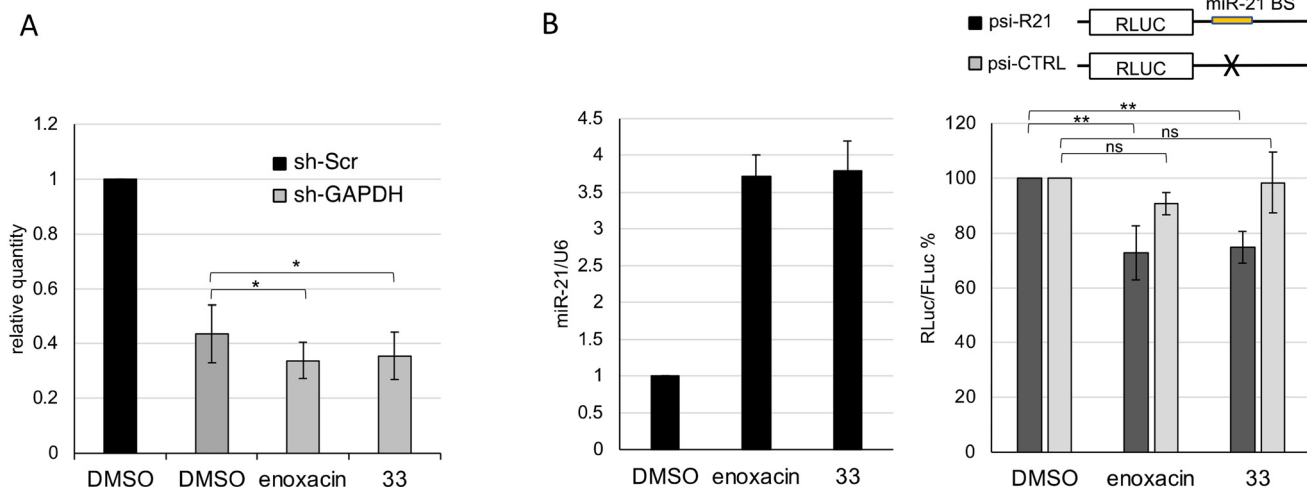 A
1.2
1
0.8
0.6
0.4
0.2
0
relative quantity
sh-Scr
sh-GAPDH
*
*
DMSO DMSO enoxacin 33
B
4.5
4
3.5
3
2.5
2
1.5
1
0.5
0
miR-21/U6
DMSO enoxacin 33
miR-21 BS
psi-R21 RLUC
psi-CTRL RLUC X
120
100
80
60
40
20
0
RLuc/FLuc %
**
**
ns
ns
DMSO enoxacin 33